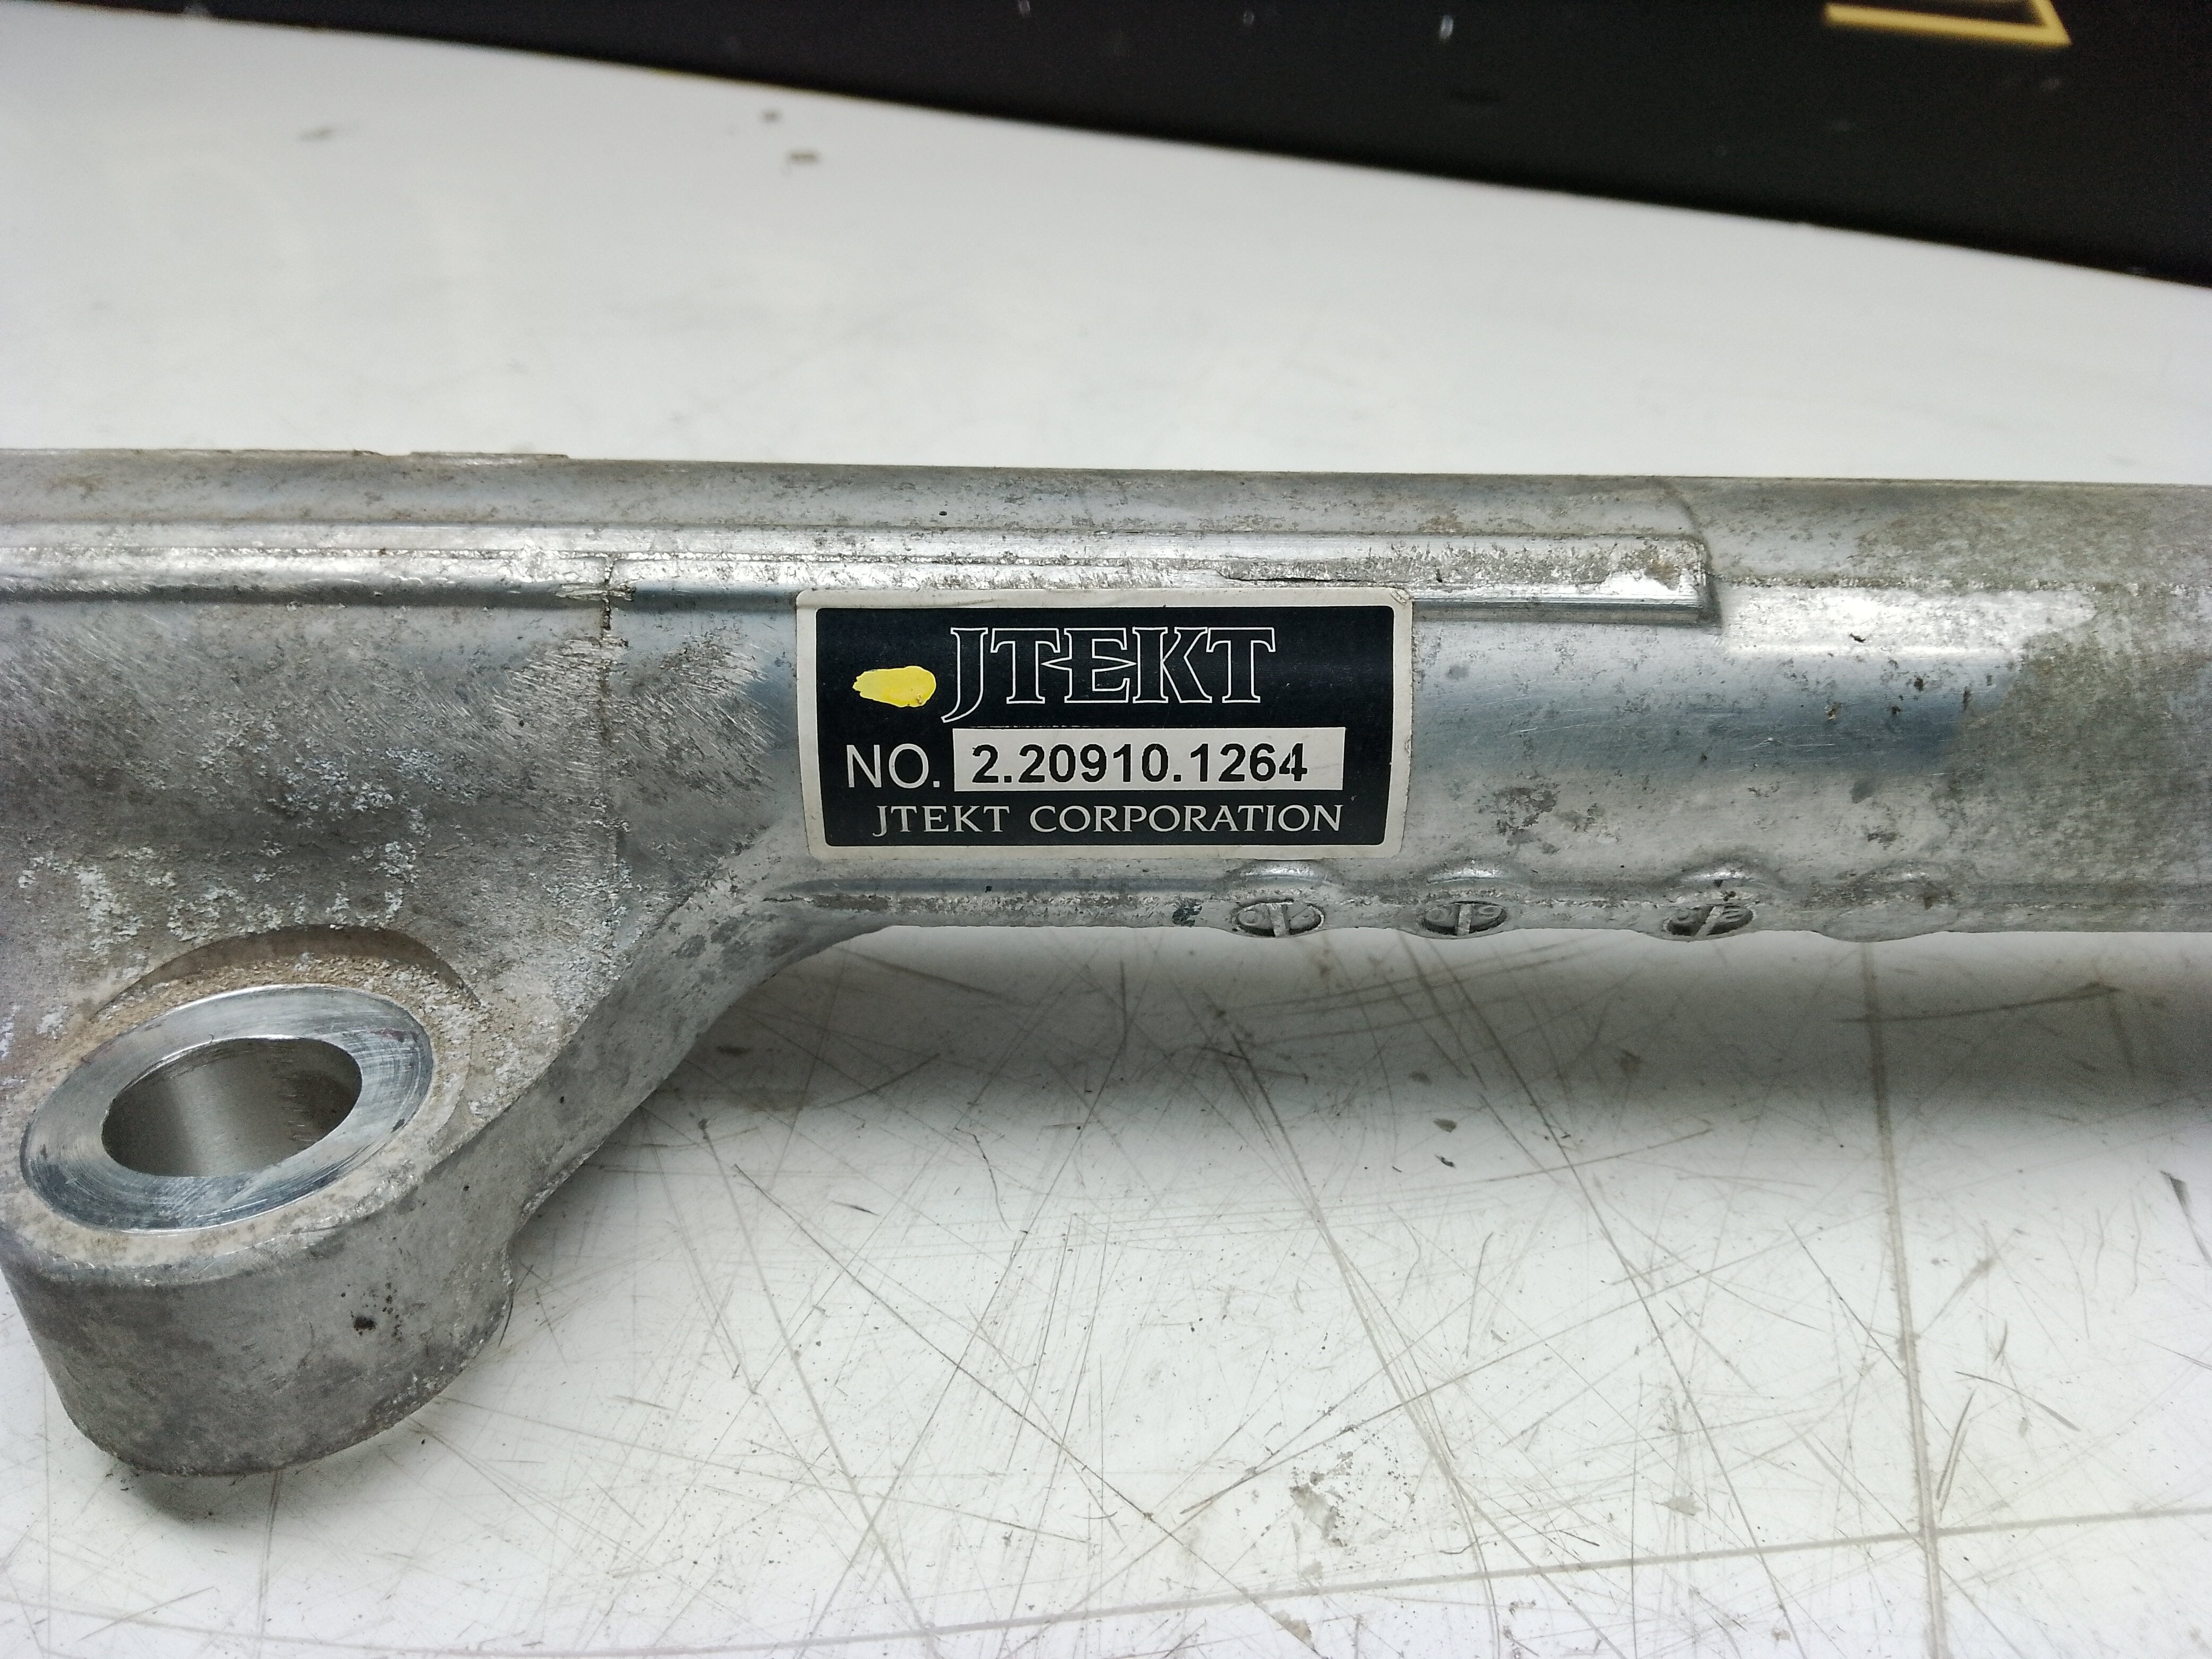 JTEKT
NO. 2.20910.1264
JTEKT CORPORATION